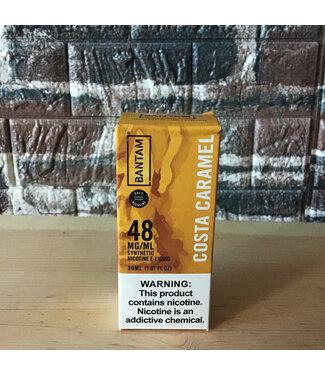 BANTAM
COSTA CARAMEL
SALT
48
MG/ML
SYNTHETIC
NICOTINE E-LIQUID
30ML (1.01 FL OZ)
WARNING:
This product
contains nicotine.
Nicotine is an
addictive chemical.